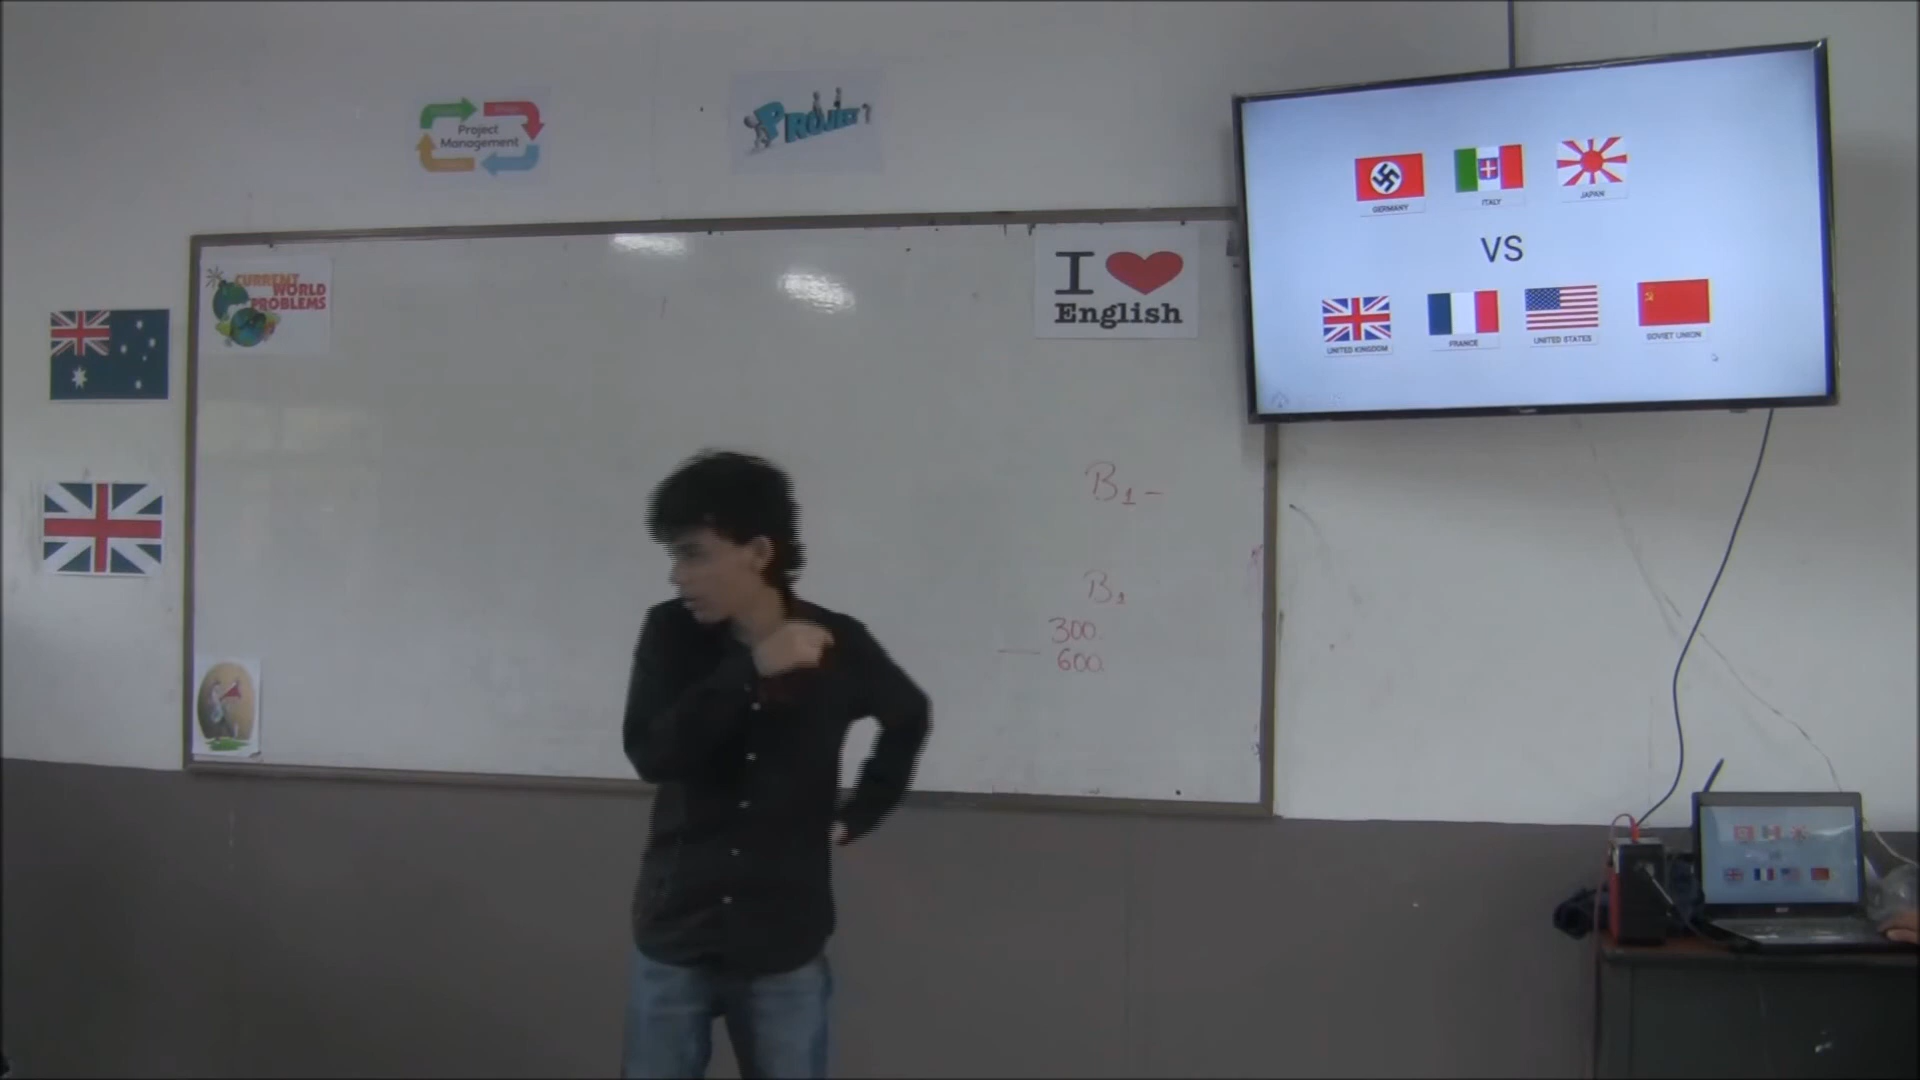 Project
Management
PROJECT?
CURRENT
WORLD
PROBLEMS
I
English
B1-
B1
300.
600.
GERMANY
ITALY
JAPAN
VS
UNITED KINGDOM
FRANCE
UNITED STATES
SOVIET UNION
acer